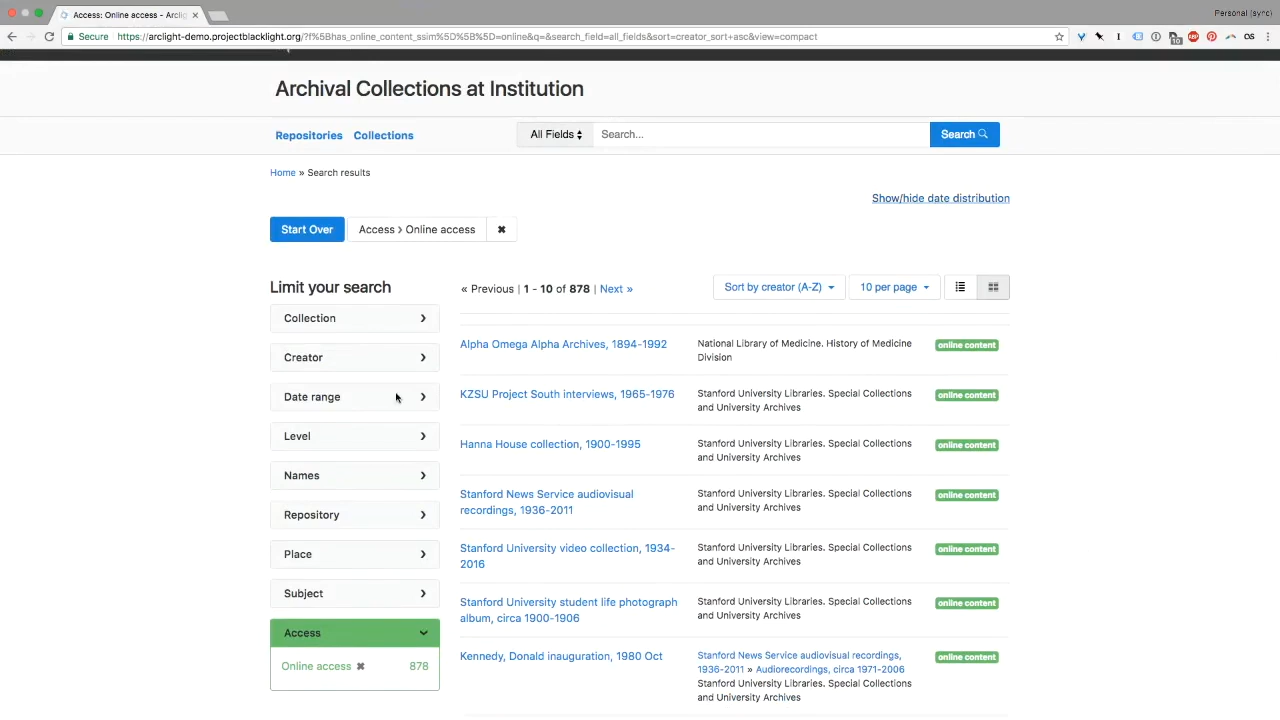 Access: Online access - Arclig
Personal (sync)
Secure https://arclight-demo.projectblacklight.org/?f%5Bhas_online_content_ssim%5D%5B%5D=online&q=&search_field=all_fields&sort=creator_sort+asc&view=compact
10
ABP
OS
Archival Collections at Institution
Repositories Collections
All Fields Search... Search
Home » Search results
Show/hide date distribution
Start Over Access > Online access ✖
Limit your search
« Previous | 1 - 10 of 878 | Next »
Sort by creator (A-Z) 10 per page
Collection
Creator
Date range
Level
Names
Repository
Place
Subject
Access
Online access ✖ 878
Alpha Omega Alpha Archives, 1894-1992
National Library of Medicine. History of Medicine
Division
online content
KZSU Project South interviews, 1965-1976
Stanford University Libraries. Special Collections
and University Archives
online content
Hanna House collection, 1900-1995
Stanford University Libraries. Special Collections
and University Archives
online content
Stanford News Service audiovisual
recordings, 1936-2011
Stanford University Libraries. Special Collections
and University Archives
online content
Stanford University video collection, 1934-
2016
Stanford University Libraries. Special Collections
and University Archives
online content
Stanford University student life photograph
album, circa 1900-1906
Stanford University Libraries. Special Collections
and University Archives
online content
Kennedy, Donald inauguration, 1980 Oct
Stanford News Service audiovisual recordings,
1936-2011 » Audiorecordings, circa 1971-2006
Stanford University Libraries. Special Collections
and University Archives
online content